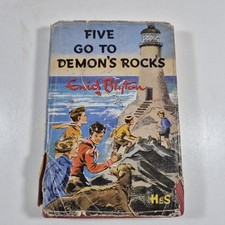 FIVE
GO TO
DEMON'S ROCKS
Enid Blyton
H&S